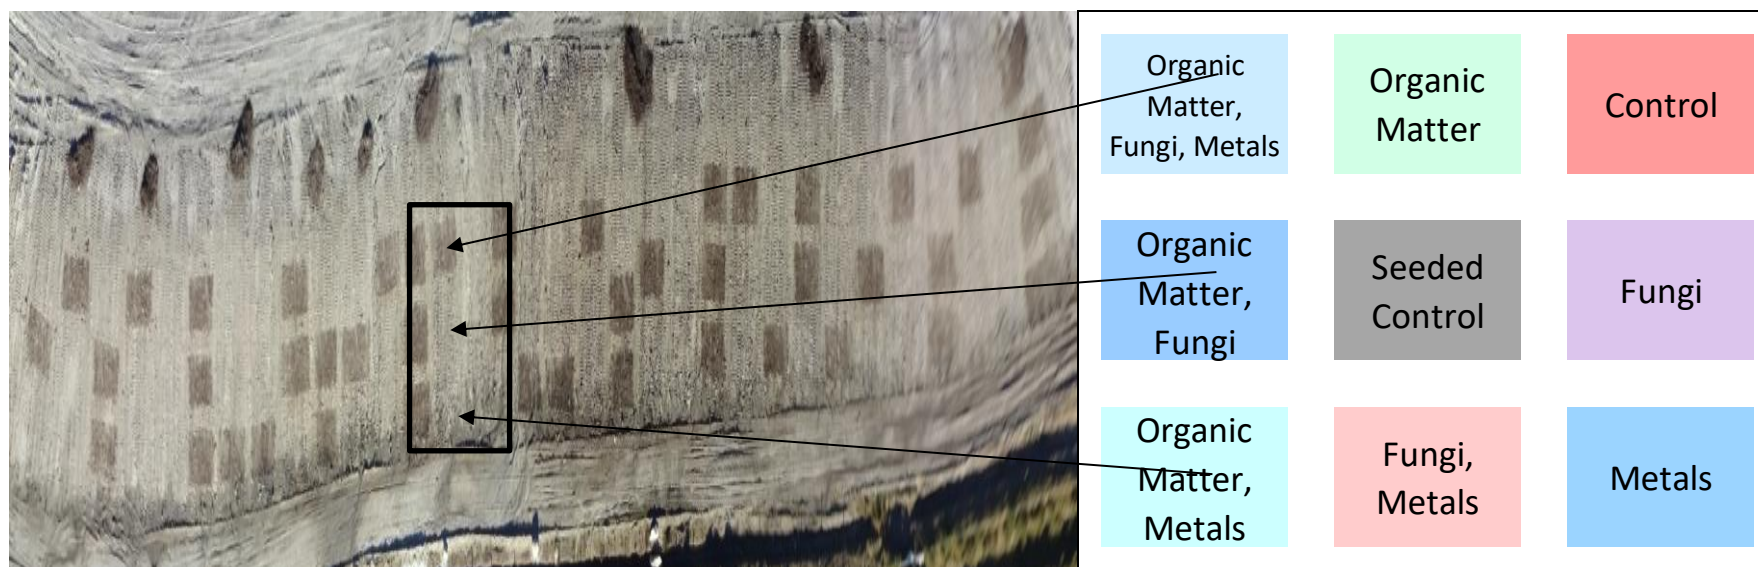 Organic
Matter,
Fungi, Metals
Organic
Matter
Control
Organic
Matter,
Fungi
Seeded
Control
Fungi
Organic
Matter,
Metals
Fungi,
Metals
Metals